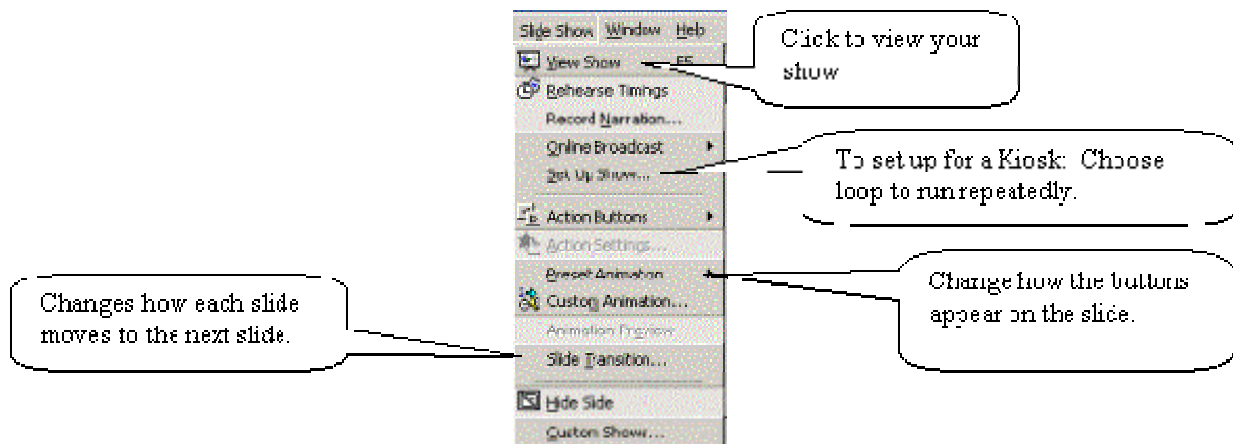 Slide Show Window Help
View Show F5
Rehearse Timings
Record Narration...
Online Broadcast
Set Up Show...
Action Buttons
Action Settings...
Preset Animation
Custom Animation...
Animation Preview
Slide Transition...
Hide Slide
Custom Shows...
Click to view your
show
To set up for a Kiosk: Choose
loop to run repeatedly.
Change how the buttons
appear on the slide.
Changes how each slide
moves to the next slide.